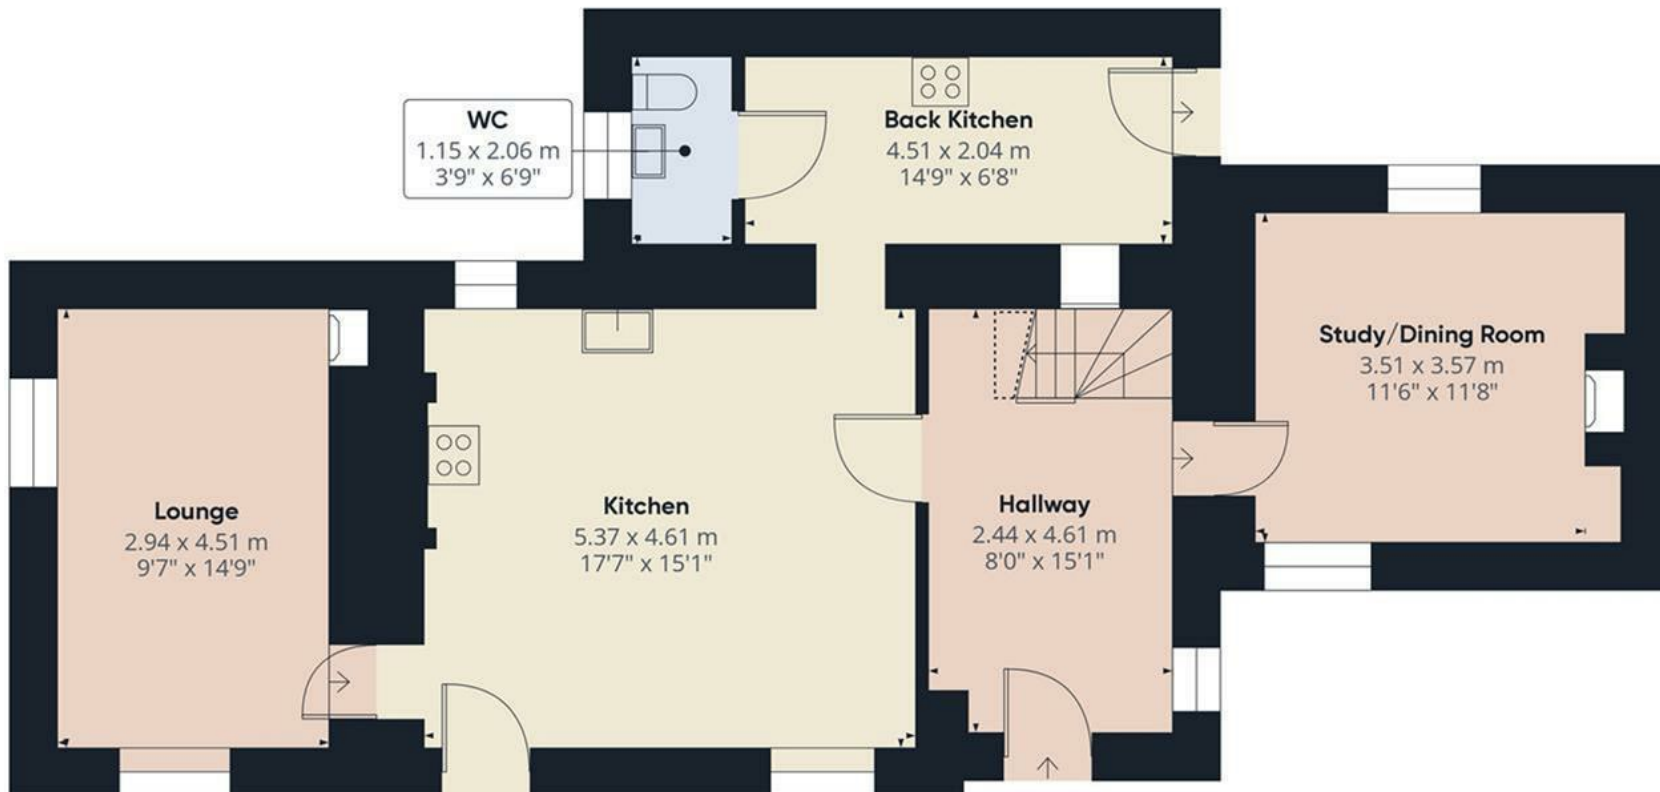 WC
1.15 x 2.06 m
3'9" x 6'9"
Back Kitchen
4.51 x 2.04 m
14'9" x 6'8"
Study/Dining Room
3.51 x 3.57 m
11'6" x 11'8"
Lounge
2.94 x 4.51 m
9'7" x 14'9"
Kitchen
5.37 x 4.61 m
17'7" x 15'1"
Hallway
2.44 x 4.61 m
8'0" x 15'1"